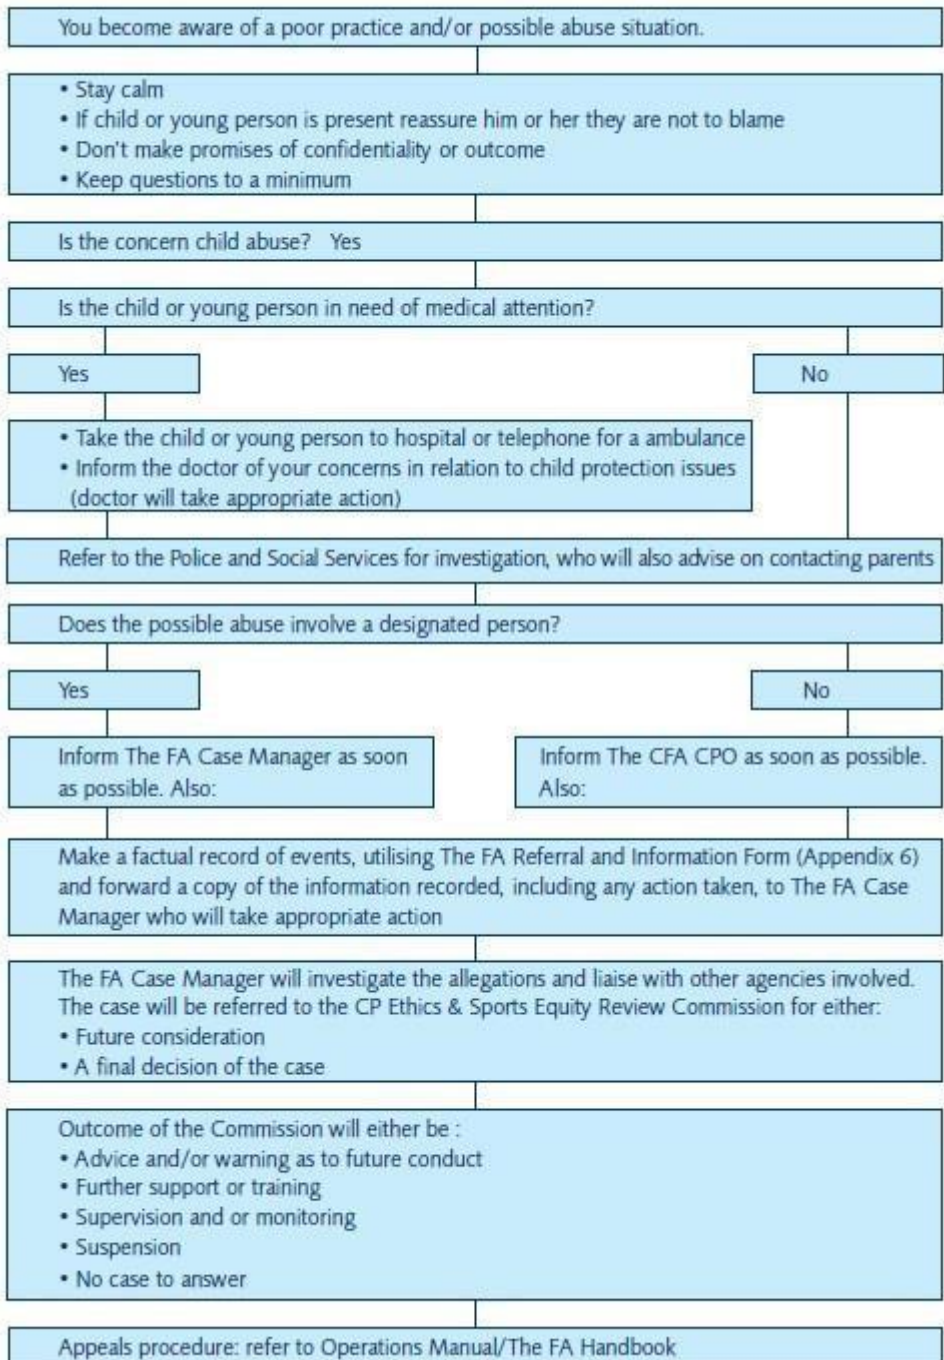 You become aware of a poor practice and/or possible abuse situation.
• Stay calm
• If child or young person is present reassure him or her they are not to blame
• Don't make promises of confidentiality or outcome
• Keep questions to a minimum
Is the concern child abuse? Yes
Is the child or young person in need of medical attention?
Yes
No
• Take the child or young person to hospital or telephone for a ambulance
• Inform the doctor of your concerns in relation to child protection issues
(doctor will take appropriate action)
Refer to the Police and Social Services for investigation, who will also advise on contacting parents
Does the possible abuse involve a designated person?
Yes
No
Inform The FA Case Manager as soon
as possible. Also:
Inform The CFA CPO as soon as possible.
Also:
Make a factual record of events, utilising The FA Referral and Information Form (Appendix 6)
and forward a copy of the information recorded, including any action taken, to The FA Case
Manager who will take appropriate action
The FA Case Manager will investigate the allegations and liaise with other agencies involved.
The case will be referred to the CP Ethics & Sports Equity Review Commission for either:
• Future consideration
• A final decision of the case
Outcome of the Commission will either be :
• Advice and/or warning as to future conduct
• Further support or training
• Supervision and or monitoring
• Suspension
• No case to answer
Appeals procedure: refer to Operations Manual/The FA Handbook